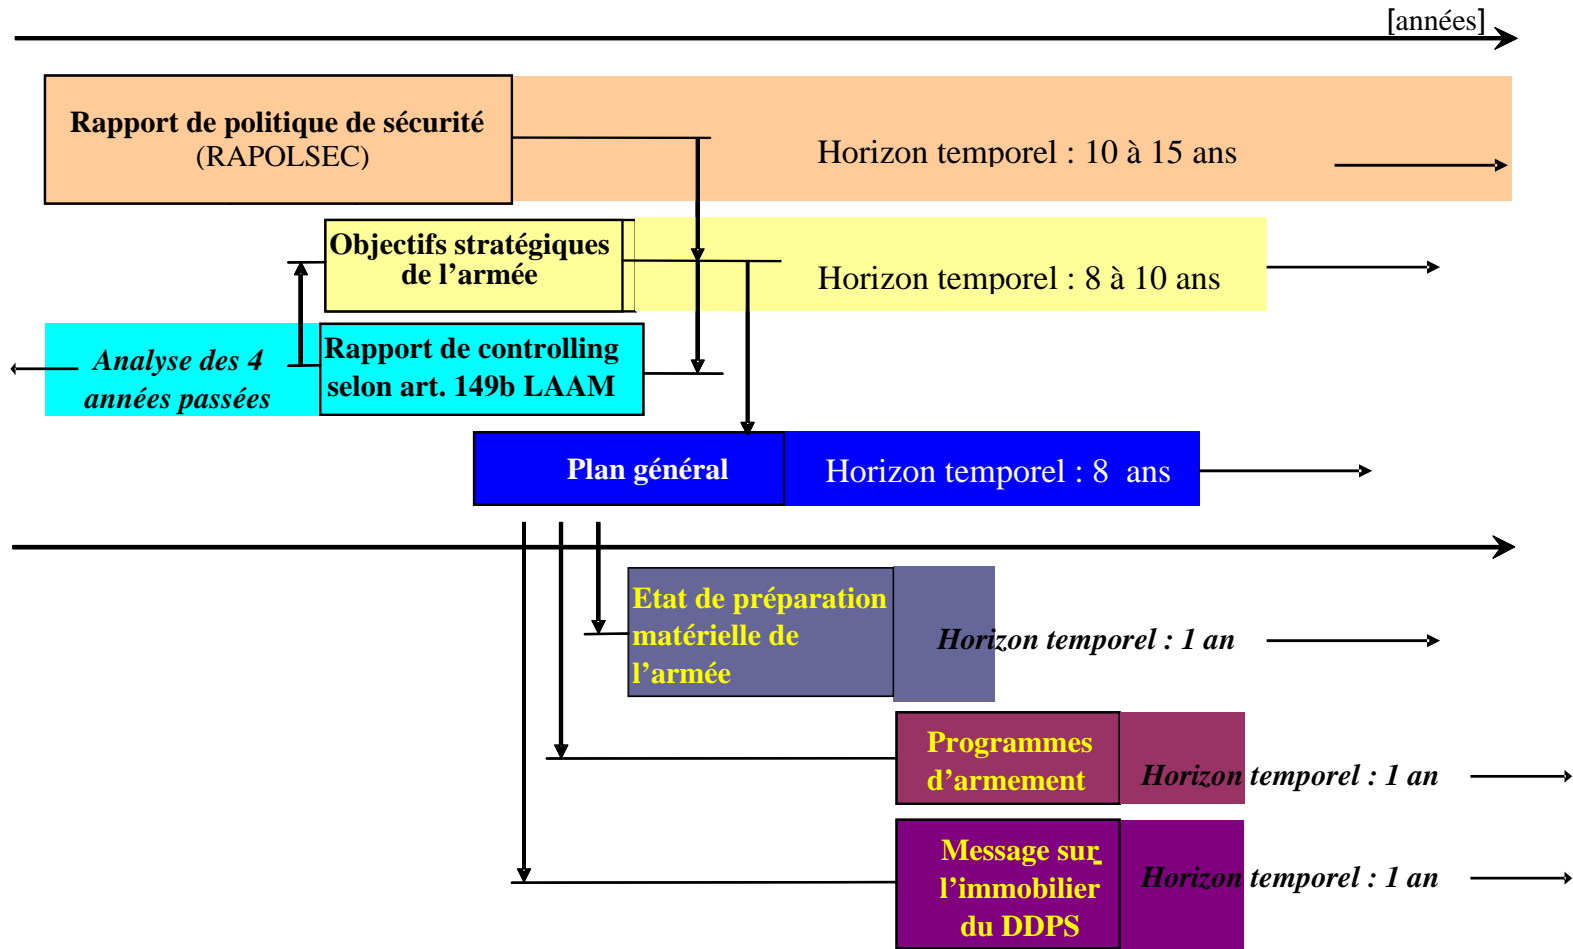 [années]
Rapport de politique de sécurité
(RAPOLSEC)
Horizon temporel : 10 à 15 ans
Objectifs stratégiques
de l’armée
Horizon temporel : 8 à 10 ans
Analyse des 4
années passées
Rapport de controlling
selon art. 149b LAAM
Plan général
Horizon temporel : 8 ans
Etat de préparation
matérielle de
l’armée
Horizon temporel : 1 an
Programmes
d’armement
Horizon temporel : 1 an
Message sur
l’immobilier
du DDPS
Horizon temporel : 1 an